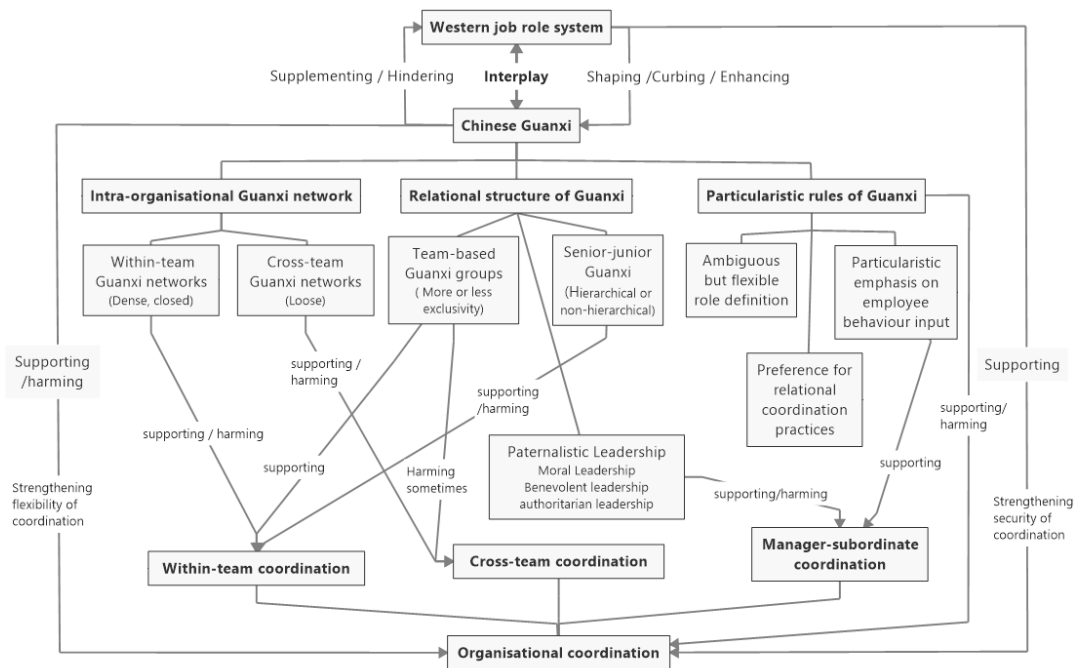 Western job role system
Supplementing / Hindering
Interplay
Shaping /Curbing / Enhancing
Chinese Guanxi
Intra-organisational Guanxi network
Relational structure of Guanxi
Particularistic rules of Guanxi
Within-team
Guanxi networks
(Dense, closed)
Cross-team
Guanxi networks
(Loose)
Team-based
Guanxi groups
( More or less
exclusivity)
Senior-junior
Guanxi
(Hierarchical or
non-hierarchical)
Ambiguous
but flexible
role definition
Particularistic
emphasis on
employee
behaviour input
Supporting
/harming
supporting /
harming
supporting
/harming
Preference for
relational
coordination
practices
supporting/
harming
Supporting
supporting / harming
supporting
Harming
sometimes
Paternalistic Leadership
Moral Leadership
Benevolent leadership
authoritarian leadership
supporting/harming
supporting
Strengthening
flexibility of
coordination
Strengthening
security of
coordination
Within-team coordination
Cross-team coordination
Manager-subordinate
coordination
Organisational coordination